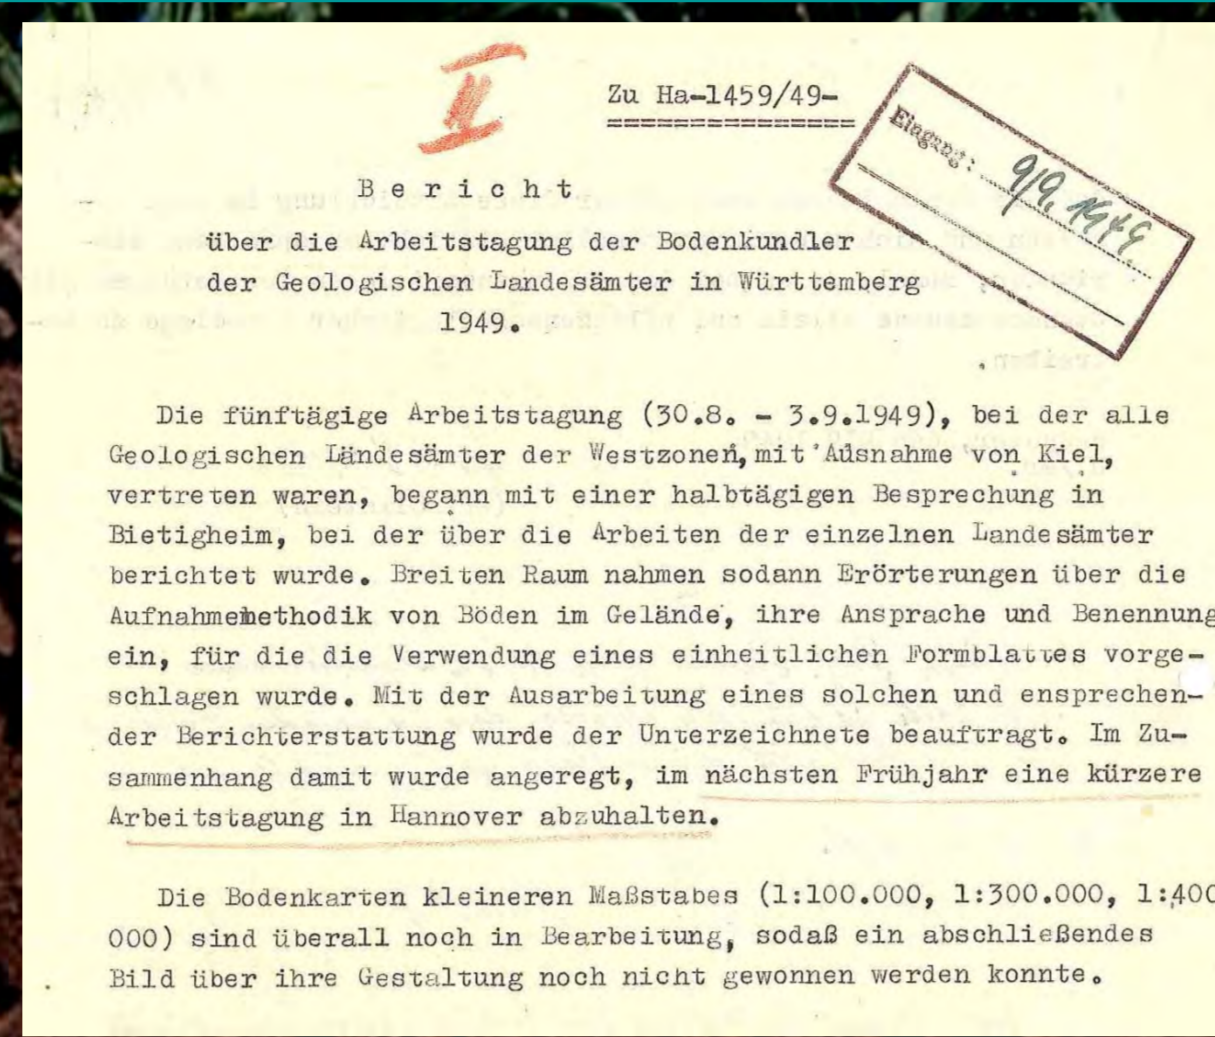 II
Zu Ha-1459/49-
===============
Eingang: 9/9. 1949.
B e r i c h t
über die Arbeitstagung der Bodenkundler
der Geologischen Landesämter in Württemberg
1949.
Die fünftägige Arbeitstagung (30.8. - 3.9.1949), bei der alle
Geologischen Ländesämter der Westzonen, mit Ausnahme von Kiel,
vertreten waren, begann mit einer halbtägigen Besprechung in
Bietigheim, bei der über die Arbeiten der einzelnen Landesämter
berichtet wurde. Breiten Raum nahmen sodann Erörterungen über die
Aufnahmemethodik von Böden im Gelände, ihre Ansprache und Benennung
ein, für die die Verwendung eines einheitlichen Formblattes vorge-
schlagen wurde. Mit der Ausarbeitung eines solchen und ensprechen-
der Berichterstattung wurde der Unterzeichnete beauftragt. Im Zu-
sammenhang damit wurde angeregt, im nächsten Frühjahr eine kürzere
Arbeitstagung in Hannover abzuhalten.
Die Bodenkarten kleineren Maßstabes (1:100.000, 1:300.000, 1:400
000) sind überall noch in Bearbeitung, sodaß ein abschließendes
Bild über ihre Gestaltung noch nicht gewonnen werden konnte.